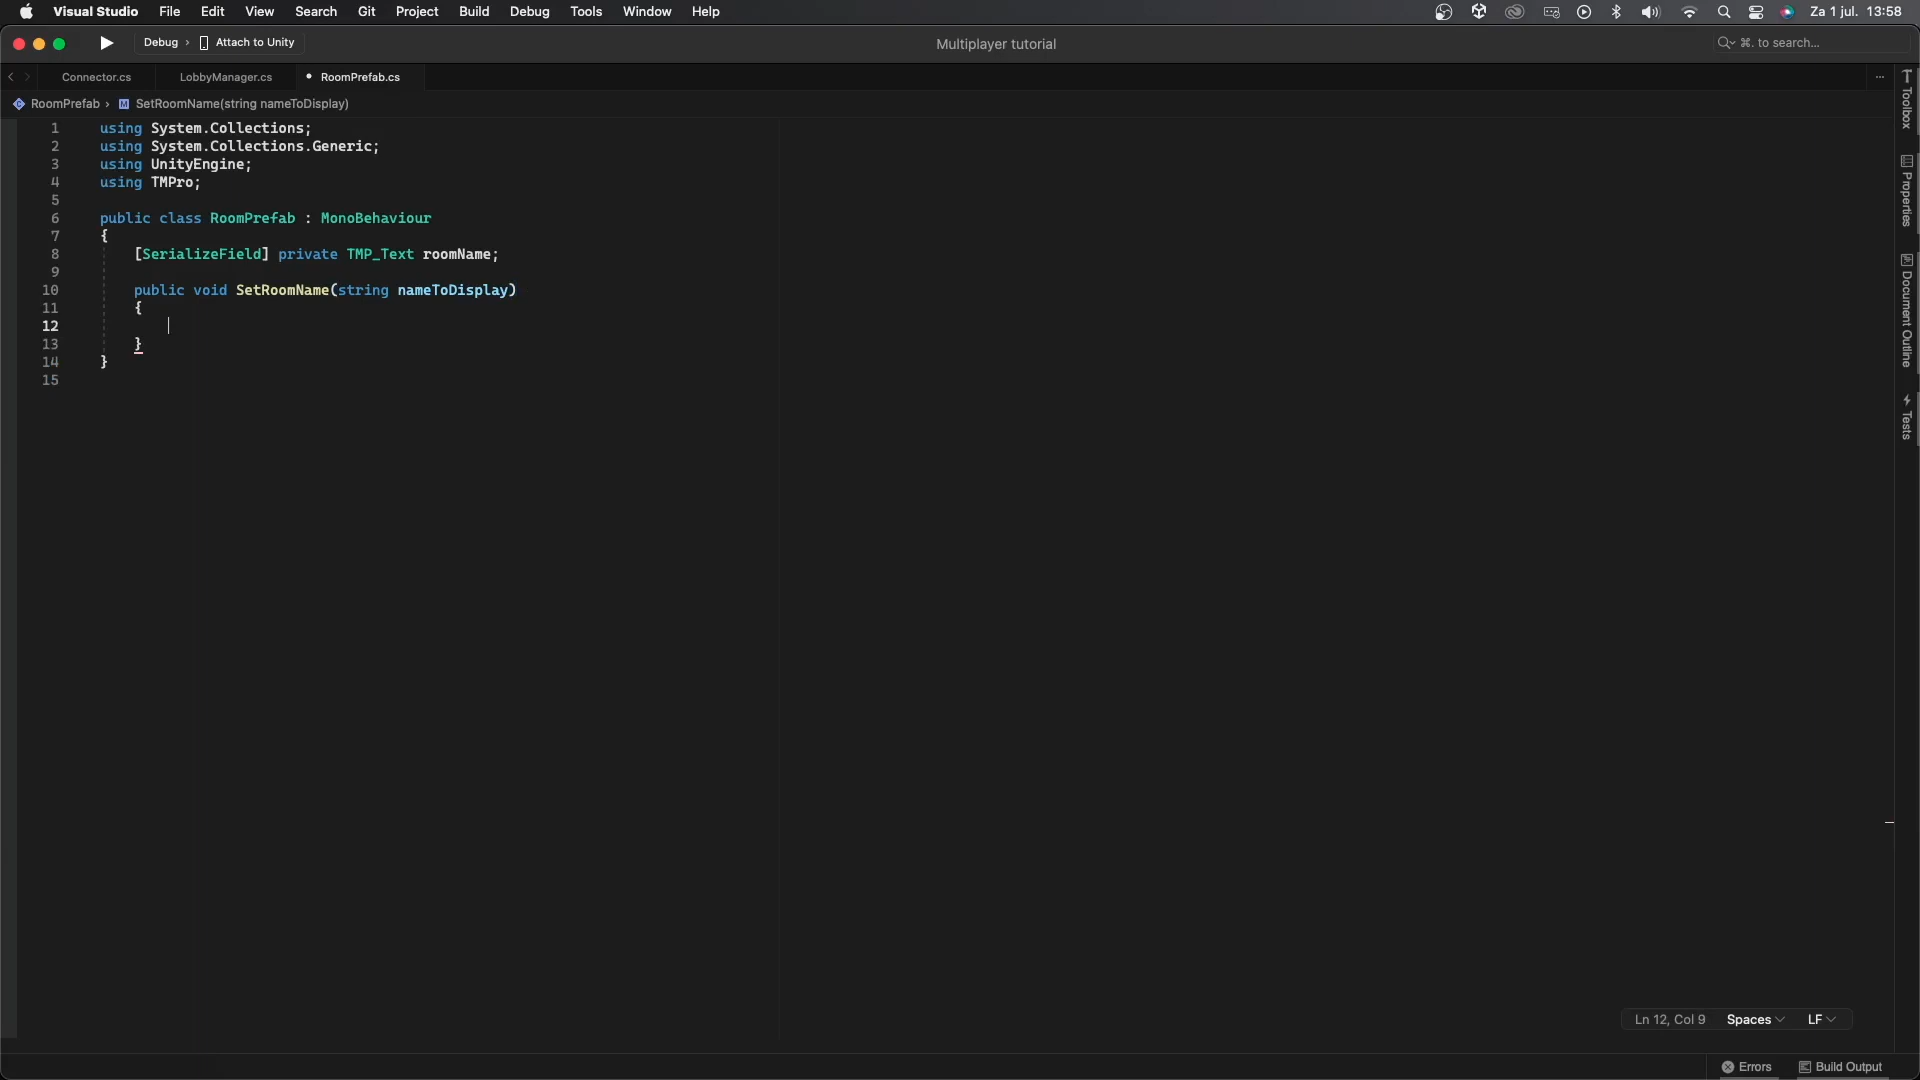 Visual Studio File Edit View Search Git Project Build Debug Tools Window Help Za 1 jul. 13:58
Debug › Attach to Unity Multiplayer tutorial ⌘. to search...
Connector.cs LobbyManager.cs • RoomPrefab.cs ...
RoomPrefab › M SetRoomName(string nameToDisplay)
1 using System.Collections;
2 using System.Collections.Generic;
3 using UnityEngine;
4 using TMPro;
5
6 public class RoomPrefab : MonoBehaviour
7 {
8 [SerializeField] private TMP_Text roomName;
9
10 public void SetRoomName(string nameToDisplay)
11 {
12
13 }
14 }
15
Toolbox
Properties
Document Outline
Tests
Ln 12, Col 9 Spaces LF
Errors Build Output